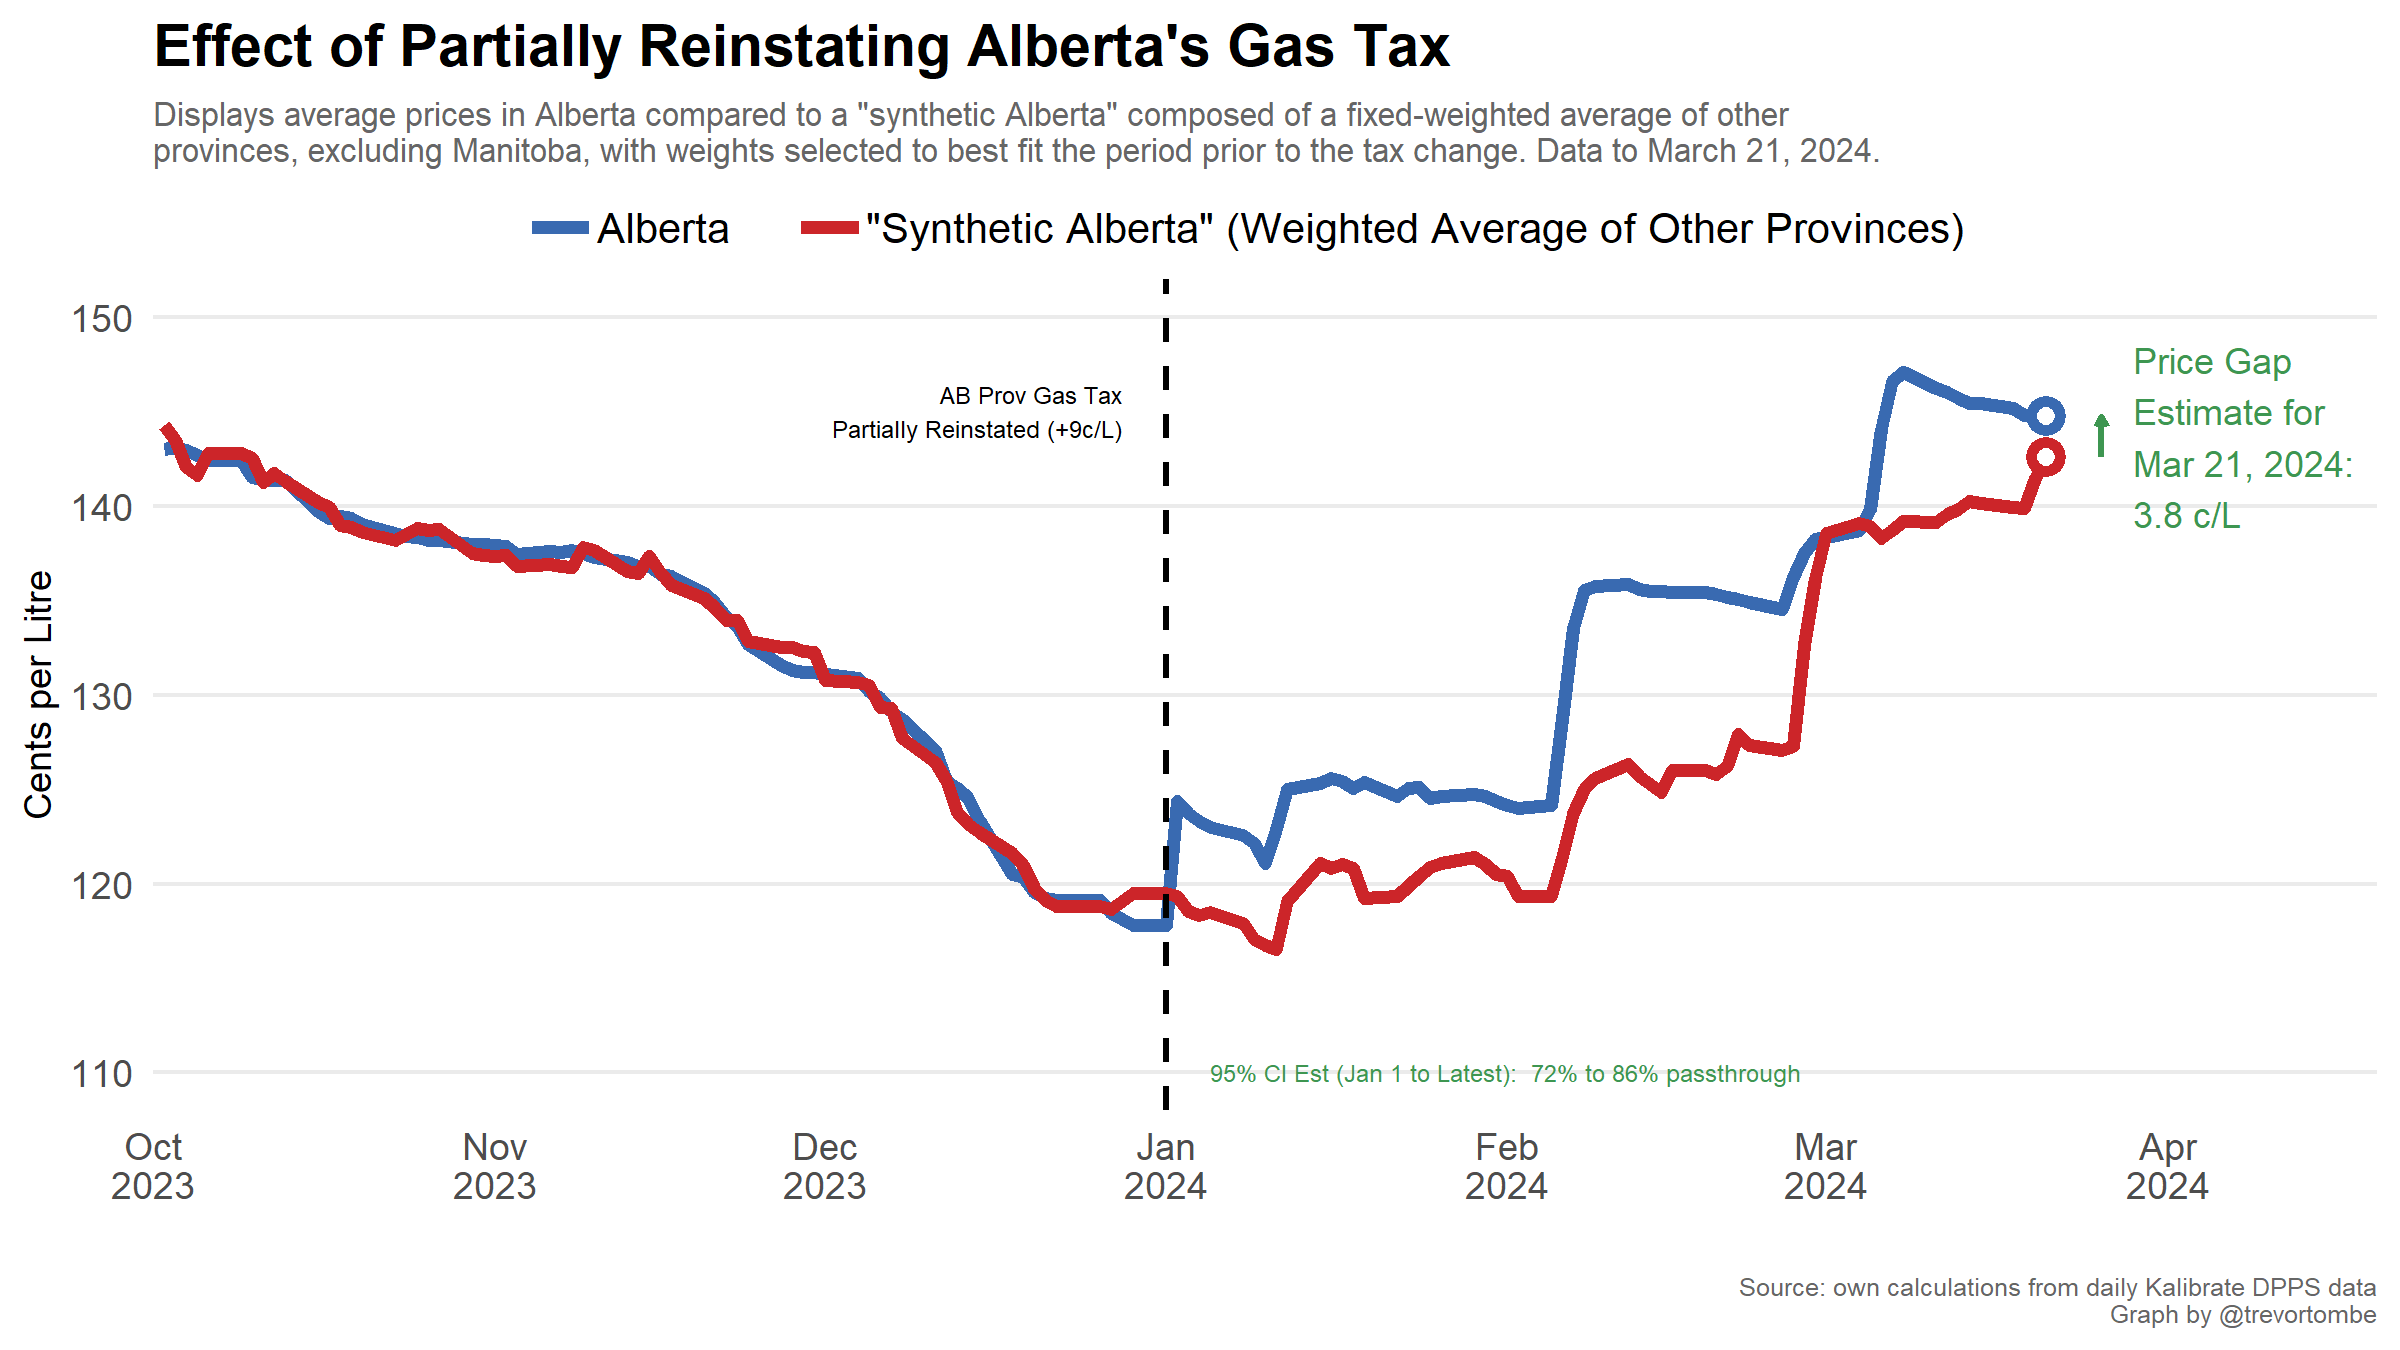 Effect of Partially Reinstating Alberta's Gas Tax
Displays average prices in Alberta compared to a "synthetic Alberta" composed of a fixed-weighted average of other
provinces, excluding Manitoba, with weights selected to best fit the period prior to the tax change. Data to March 21, 2024.
Alberta
"Synthetic Alberta" (Weighted Average of Other Provinces)
Cents per Litre
150
140
130
120
110
AB Prov Gas Tax
Partially Reinstated (+9c/L)
Price Gap
Estimate for
Mar 21, 2024:
3.8 c/L
95% CI Est (Jan 1 to Latest):  72% to 86% passthrough
Oct
2023
Nov
2023
Dec
2023
Jan
2024
Feb
2024
Mar
2024
Apr
2024
Source: own calculations from daily Kalibrate DPPS data
Graph by @trevortombe